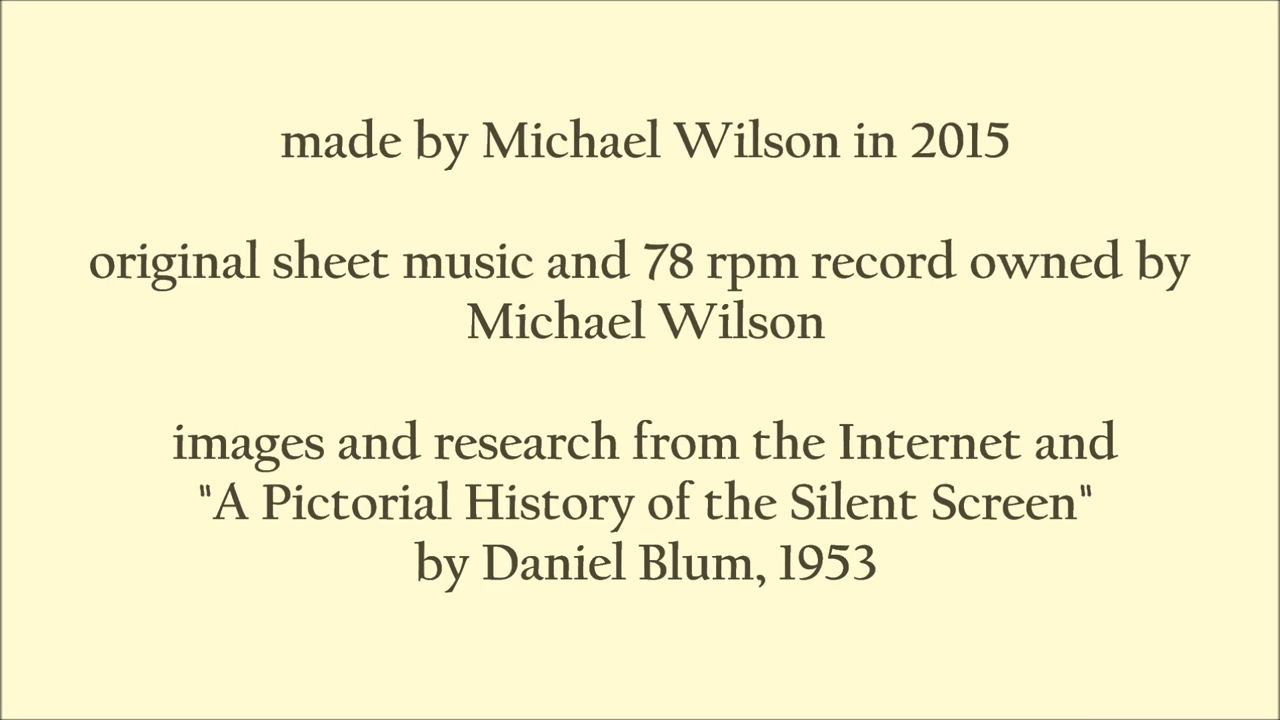 made by Michael Wilson in 2015
original sheet music and 78 rpm record owned by
Michael Wilson
images and research from the Internet and
"A Pictorial History of the Silent Screen"
by Daniel Blum, 1953